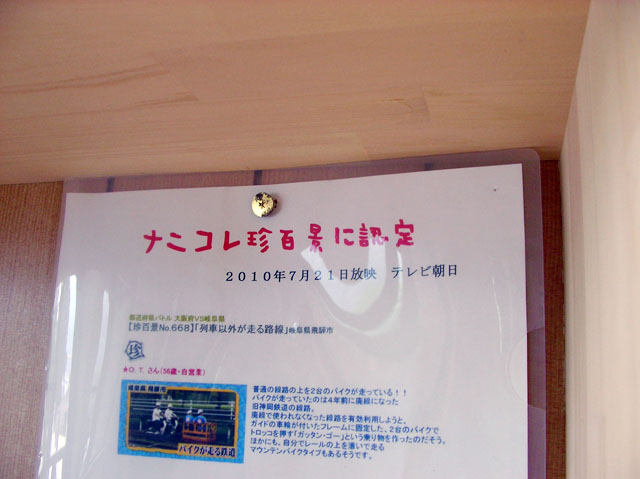 ナニコレ珍百景に認定
2010年7月21日放映　テレビ朝日
都道府県バトル 大阪府VS岐阜県
【珍百景No.668】「列車以外が走る路線」岐阜県飛騨市
珍
★O．T．さん(56歳・自営業)
岐阜県 飛騨市
バイクが走る鉄道
普通の線路の上を2台のバイクが走っている！！
バイクが走っていたのは4年前に廃線になった
旧神岡鉄道の線路。
廃線で使われなくなった線路を有効利用しようと、
ガイドの車輪が付いたフレームに固定した、2台のバイクで
トロッコを押す「ガッタン・ゴー」という乗り物を作ったのだそう。
ほかにも、自分でレールの上を漕いで走る
マウンテンバイクタイプもあるそうです。